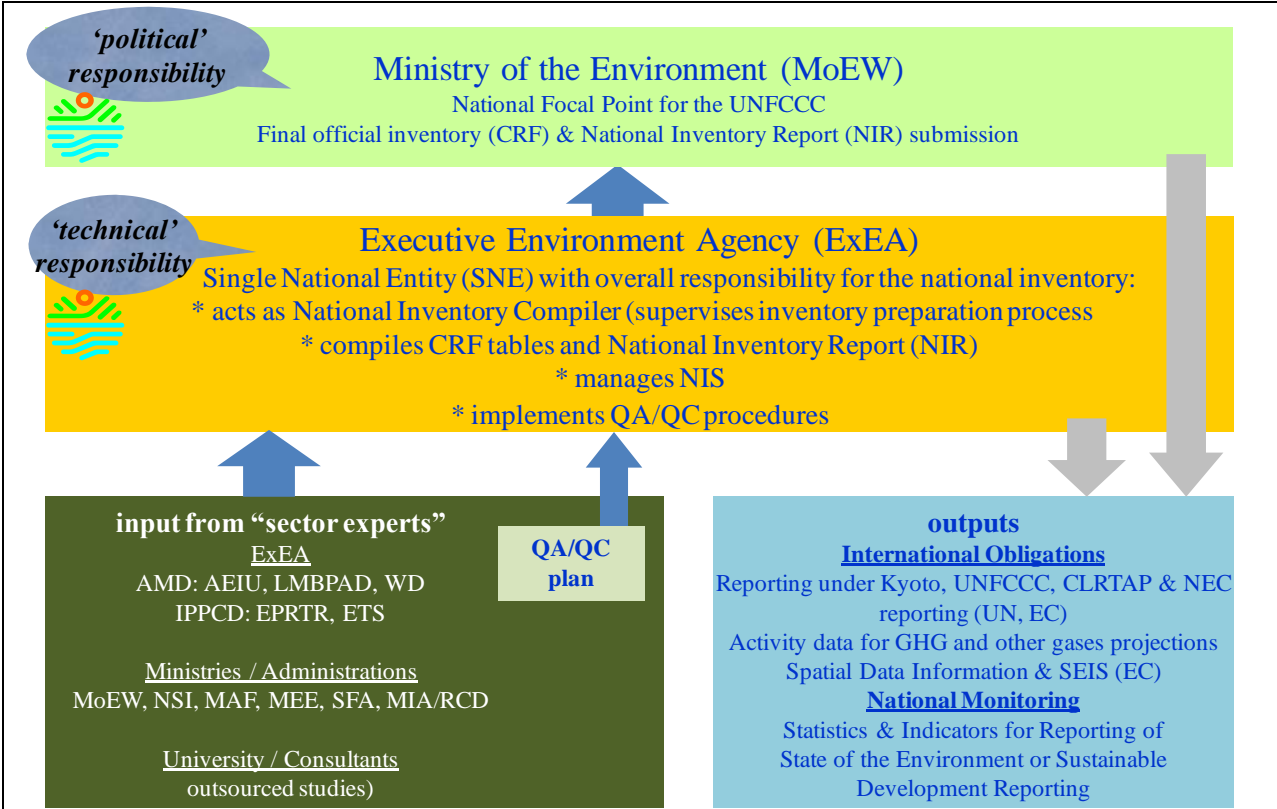 ‘political’
responsibility
Ministry of the Environment (MoEW)
National Focal Point for the UNFCCC
Final official inventory (CRF) & National Inventory Report (NIR) submission
‘technical’
responsibility
Executive Environment Agency (ExEA)
Single National Entity (SNE) with overall responsibility for the national inventory:
* acts as National Inventory Compiler (supervises inventory preparation process
* compiles CRF tables and National Inventory Report (NIR)
* manages NIS
* implements QA/QC procedures
input from “sector experts”
ExEA
AMD: AEIU, LMBPAD, WD
IPPCD: EPRTR, ETS
Ministries / Administrations
MoEW, NSI, MAF, MEE, SFA, MIA/RCD
University / Consultants
outsourced studies)
QA/QC
plan
outputs
International Obligations
Reporting under Kyoto, UNFCCC, CLRTAP & NEC
reporting (UN, EC)
Activity data for GHG and other gases projections
Spatial Data Information & SEIS (EC)
National Monitoring
Statistics & Indicators for Reporting of
State of the Environment or Sustainable
Development Reporting